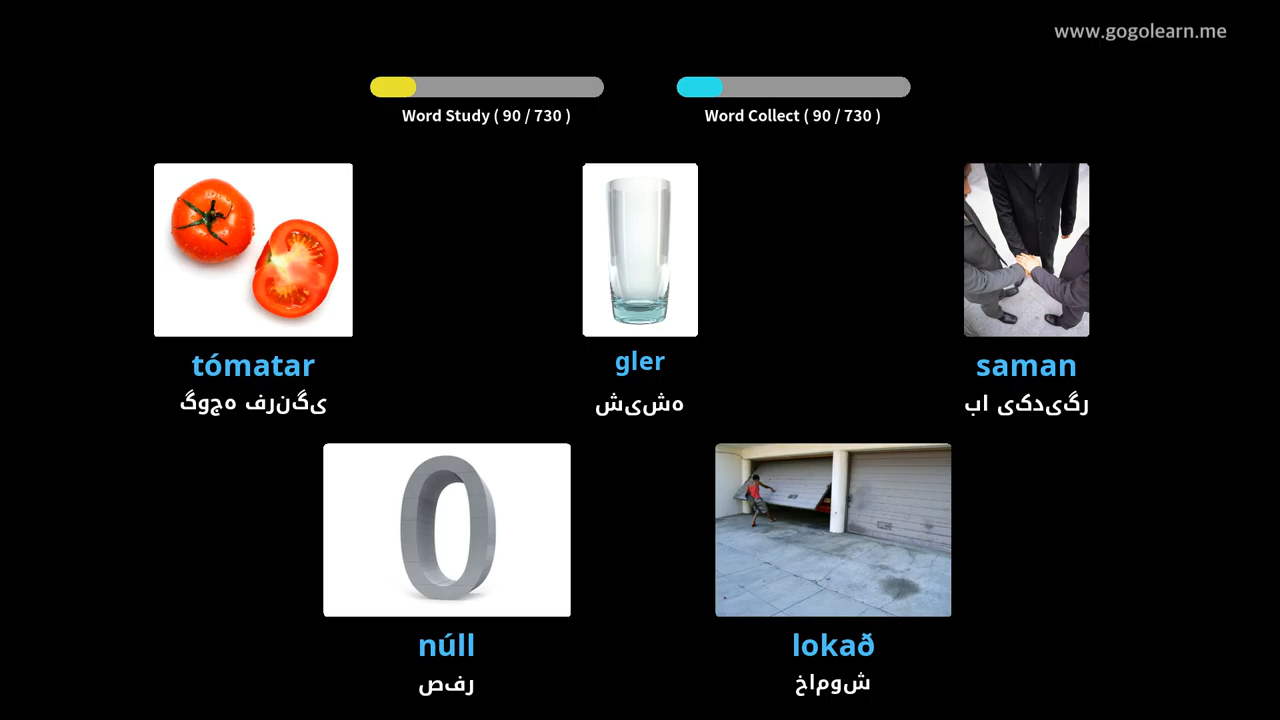 www.gogolearn.me
Word Study ( 90 / 730 )
Word Collect ( 90 / 730 )
tómatar
گوجه فرنگی
gler
شیشه
saman
با یکدیگر
núll
صفر
lokað
خاموش